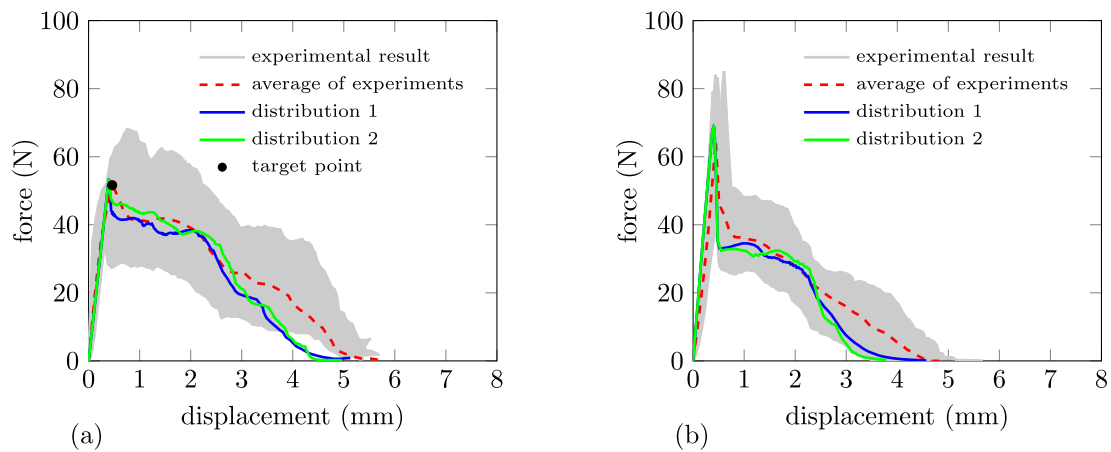 100
80
60
40
20
0
0 1 2 3 4 5 6 7 8
force (N)
displacement (mm)
experimental result
average of experiments
distribution 1
distribution 2
target point
(a)
100
80
60
40
20
0
0 1 2 3 4 5 6 7 8
force (N)
displacement (mm)
experimental result
average of experiments
distribution 1
distribution 2
(b)